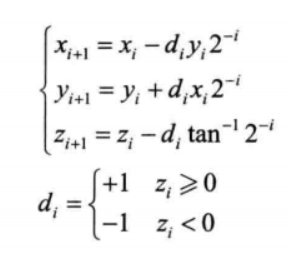 x_{i+1} = x_i − d_i y_i 2^{-i}
y_{i+1} = y_i + d_i x_i 2^{-i}
z_{i+1} = z_i − d_i tan^{-1} 2^{-i}
d_i = { +1 z_i ⩾ 0
−1 z_i < 0